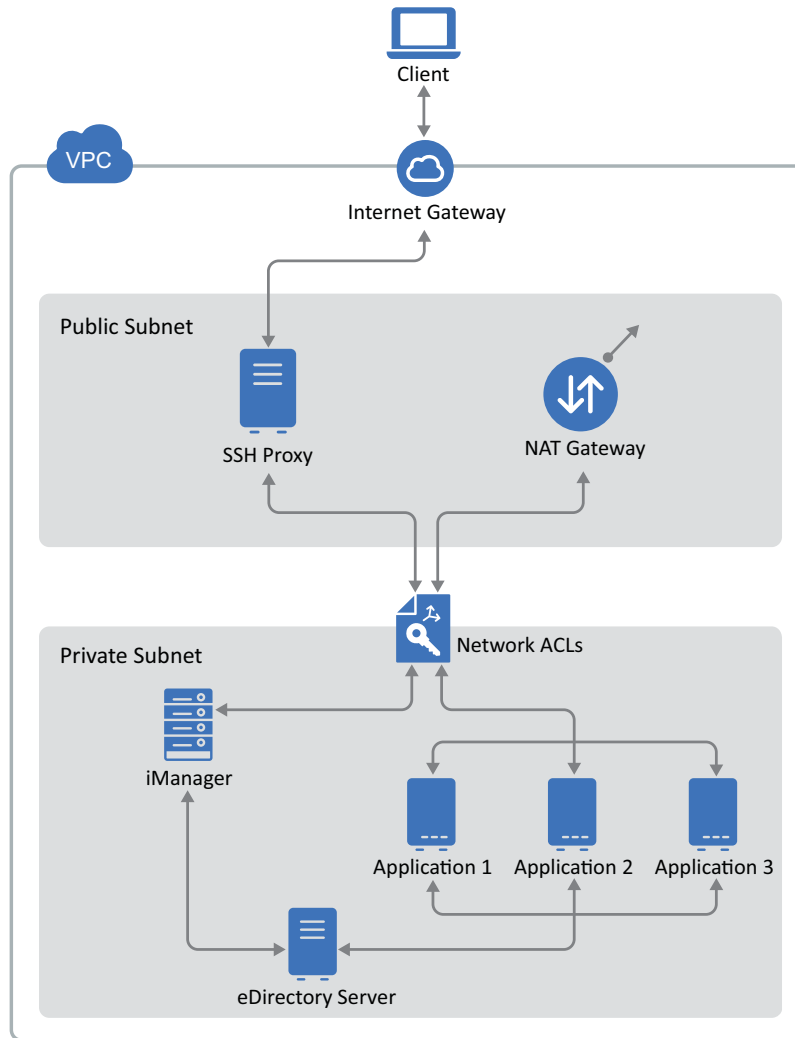 Client
VPC
Internet Gateway
Public Subnet
SSH Proxy
NAT Gateway
Network ACLs
Private Subnet
iManager
Application 1
Application 2
Application 3
eDirectory Server